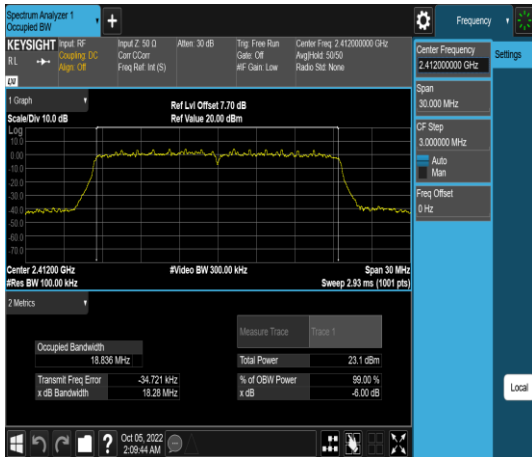 Spectrum Analyzer 1
Occupied BW
Frequency
KEYSIGHT
Input: RF
Coupling: DC
Align: Off
Input Z: 50 Ω
Corr CCorr
Freq Ref: Int (S)
Atten: 30 dB
Trig: Free Run
Gate: Off
#IF Gain: Low
Center Freq: 2.412000000 GHz
Avg|Hold: 50/50
Radio Std: None
RL
LXI
Center Frequency
2.412000000 GHz
Settings
Span
30.000 MHz
CF Step
3.000000 MHz
Auto
Man
Freq Offset
0 Hz
Local
1 Graph
Scale/Div 10.0 dB
Ref Lvl Offset 7.70 dB
Ref Value 20.00 dBm
Log
10.0
0.00
-10.0
-20.0
-30.0
-40.0
-50.0
-60.0
-70.0
Center 2.41200 GHz
#Res BW 100.00 kHz
#Video BW 300.00 kHz
Span 30 MHz
Sweep 2.93 ms (1001 pts)
2 Metrics
Measure Trace
Trace 1
Occupied Bandwidth
18.836 MHz
Total Power
23.1 dBm
Transmit Freq Error
-34.721 kHz
% of OBW Power
99.00 %
x dB Bandwidth
18.28 MHz
x dB
-6.00 dB
Oct 05, 2022
2:09:44 AM